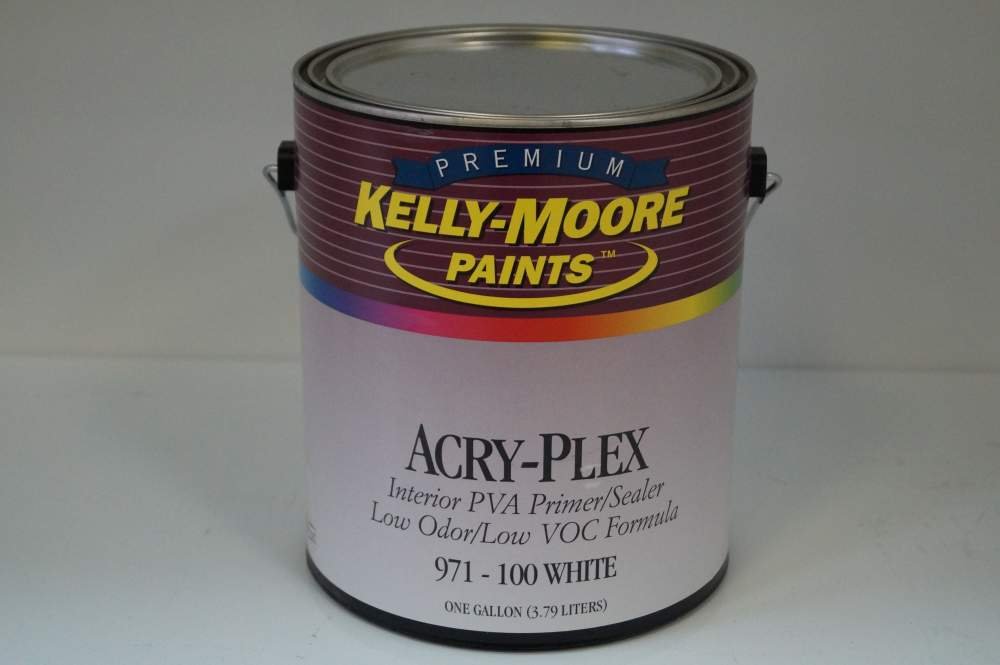 PREMIUM
KELLY-MOORE
PAINTS™
ACRY-PLEX
Interior PVA Primer/Sealer
Low Odor/Low VOC Formula
971 - 100 WHITE
ONE GALLON (3.79 LITERS)